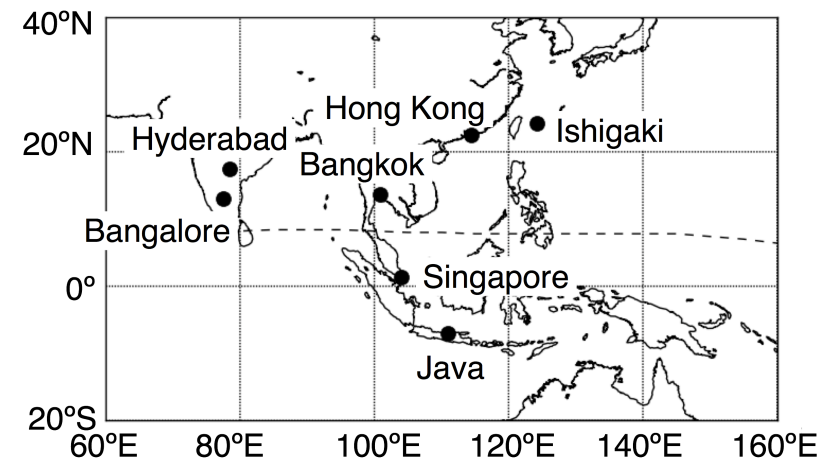 40ºN
Hong Kong
Ishigaki
20ºN
Hyderabad
Bangkok
Bangalore
0º
Singapore
Java
20ºS
60ºE 80ºE 100ºE 120ºE 140ºE 160ºE